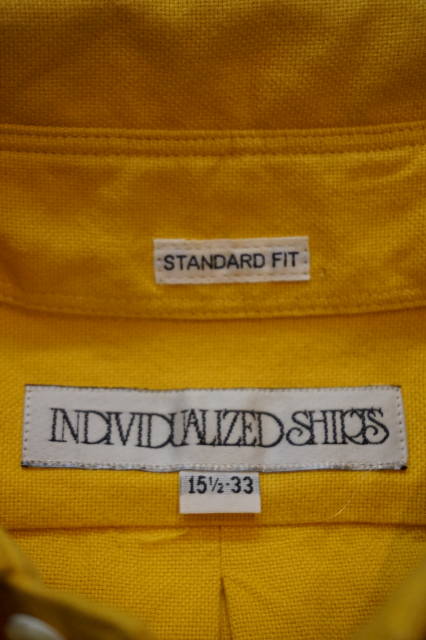 STANDARD FIT
INDIVIDUALIZED SHIRTS
15½-33